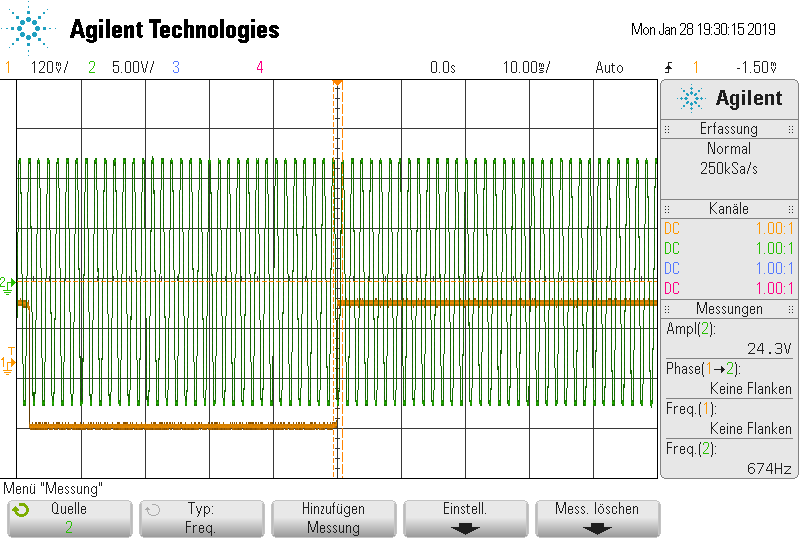 Agilent Technologies
Mon Jan 28 19:30:15 2019
1 120V/ 2 5.00V/ 3 4 0.0s 10.00s/ Auto 1 -1.50V
Agilent
Erfassung
Normal
250kSa/s
Kanäle
DC 1.00:1
DC 1.00:1
DC 1.00:1
DC 1.00:1
Messungen
Ampl(2):
24.3V
Phase(1→2):
Keine Flanken
Freq.(1):
Keine Flanken
Freq.(2):
674Hz
2
T
1
Menü "Messung"
Quelle
2
Typ:
Freq.
Hinzufügen
Messung
Einstell.
Mess. löschen